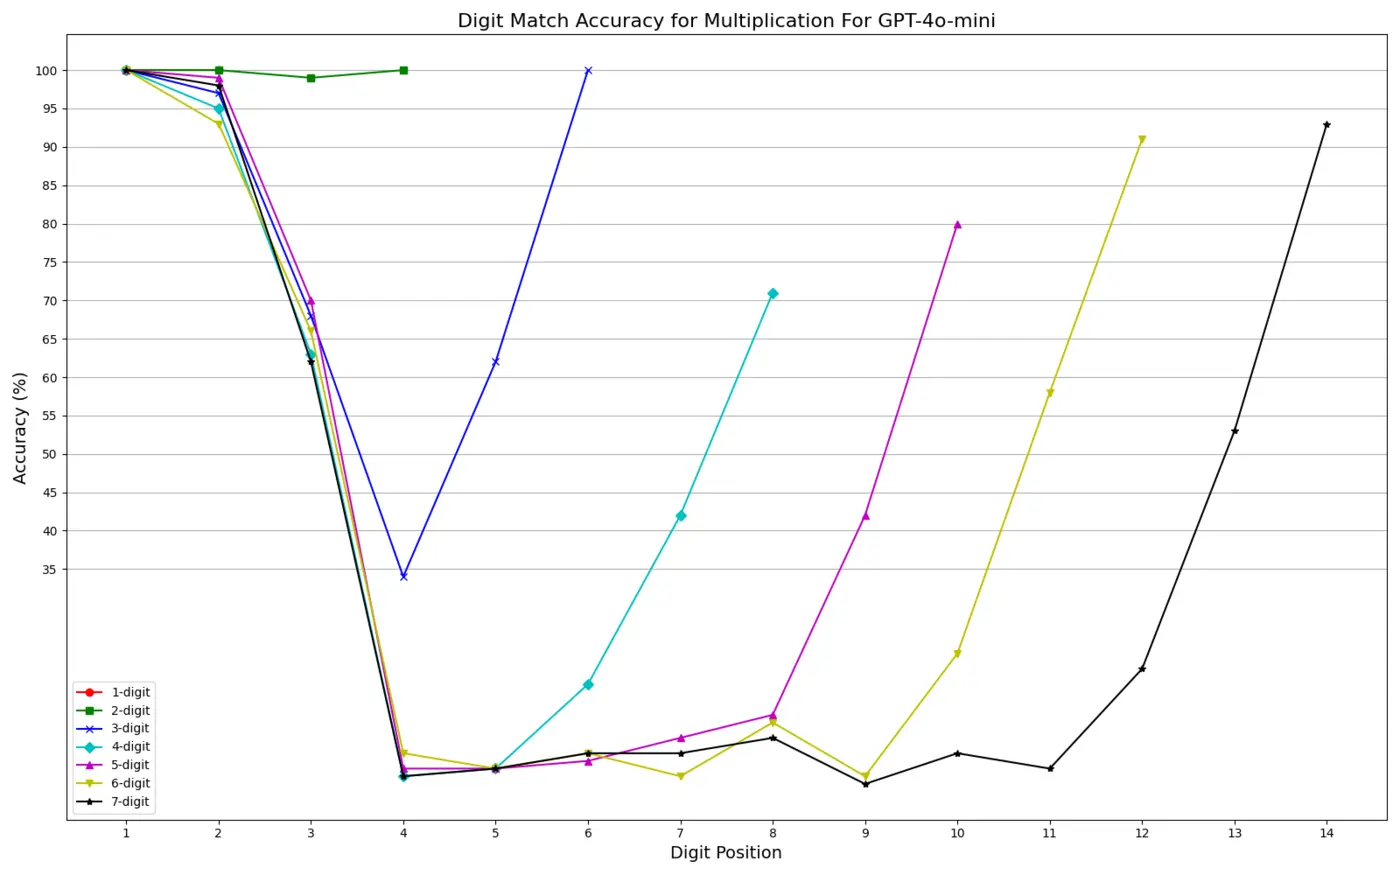 Digit Match Accuracy for Multiplication For GPT-4o-mini
100
95
90
85
80
75
70
65
60
55
50
45
40
35
Accuracy (%)
1-digit
2-digit
3-digit
4-digit
5-digit
6-digit
7-digit
1 2 3 4 5 6 7 8 9 10 11 12 13 14
Digit Position